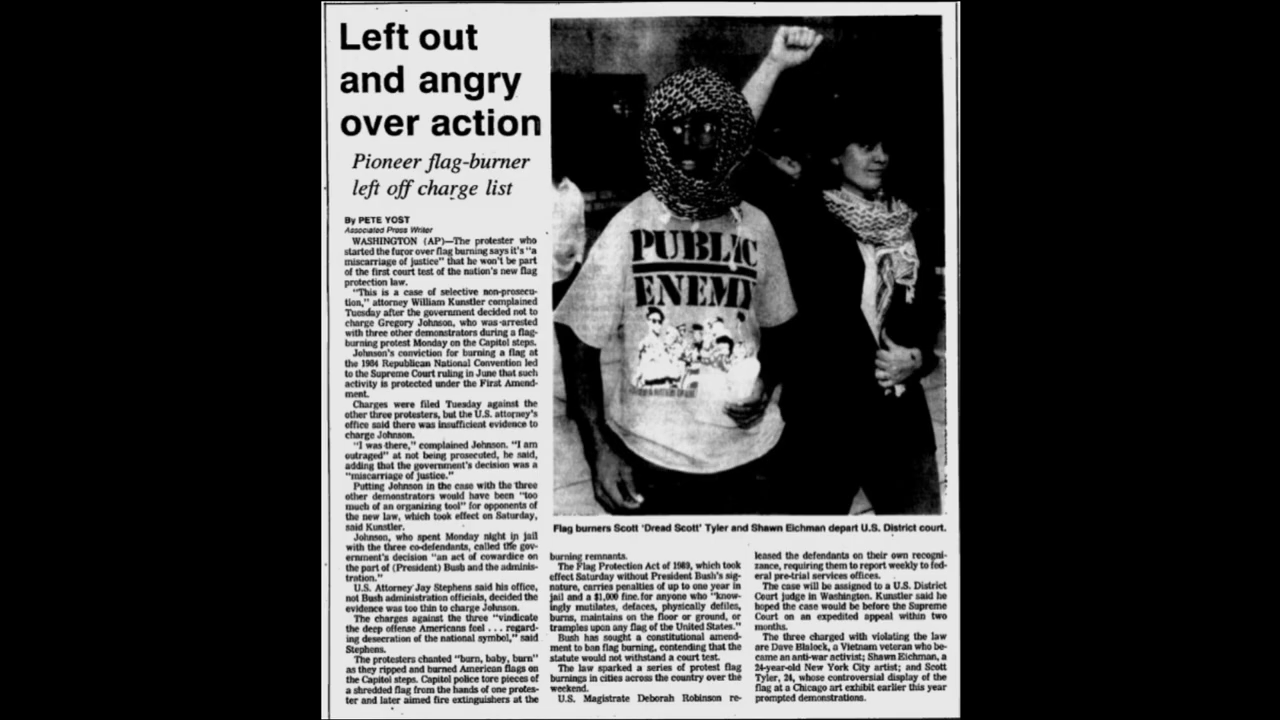 Left out
and angry
over action
Pioneer flag-burner
left off charge list
By PETE YOST
Associated Press Writer
WASHINGTON (AP)—The protester who
started the furor over flag burning says it's "a
miscarriage of justice" that he won't be part
of the first court test of the nation's new flag
protection law.
"This is a case of selective non-prosecu-
tion," attorney William Kunstler complained
Tuesday after the government decided not to
charge Gregory Johnson, who was arrested
with three other demonstrators during a flag-
burning protest Monday on the Capitol steps.
Johnson's conviction for burning a flag at
the 1984 Republican National Convention led
to the Supreme Court ruling in June that such
activity is protected under the First Amend-
ment.
Charges were filed Tuesday against the
other three protesters, but the U.S. attorney's
office said there was insufficient evidence to
charge Johnson.
"I was there," complained Johnson. "I am
outraged" at not being prosecuted, he said,
adding that the government's decision was a
"miscarriage of justice."
Putting Johnson in the case with the three
other demonstrators would have been "too
much of an organizing tool" for opponents of
the new law, which took effect on Saturday,
said Kunstler.
Johnson, who spent Monday night in jail
with the three co-defendants, called the gov-
ernment's decision "an act of cowardice on
the part of (President) Bush and the adminis-
tration."
U.S. Attorney Jay Stephens said his office,
not Bush administration officials, decided the
evidence was too thin to charge Johnson.
The charges against the three "vindicate
the deep offense Americans feel . . . regard-
ing desecration of the national symbol," said
Stephens.
The protesters chanted "burn, baby, burn"
as they ripped and burned American flags on
the Capitol steps. Capitol police tore pieces of
a shredded flag from the hands of one protes-
ter and later aimed fire extinguishers at the
PUBLIC
ENEMY
Flag burners Scott 'Dread Scott' Tyler and Shawn Eichman depart U.S. District court.
burning remnants.
The Flag Protection Act of 1989, which took
effect Saturday without President Bush's sig-
nature, carries penalties of up to one year in
jail and a $1,000 fine for anyone who "know-
ingly mutilates, defaces, physically defiles,
burns, maintains on the floor or ground, or
tramples upon any flag of the United States."
Bush has sought a constitutional amend-
ment to ban flag burning, contending that the
statute would not withstand a court test.
The law sparked a series of protest flag
burnings in cities across the country over the
weekend.
U.S. Magistrate Deborah Robinson re-
leased the defendants on their own recogni-
zance, requiring them to report weekly to fed-
eral pre-trial services offices.
The case will be assigned to a U.S. District
Court judge in Washington. Kunstler said he
hoped the case would be before the Supreme
Court on an expedited appeal within two
months.
The three charged with violating the law
are Dave Blalock, a Vietnam veteran who be-
came an anti-war activist; Shawn Eichman, a
24-year-old New York City artist; and Scott
Tyler, 24, whose controversial display of the
flag at a Chicago art exhibit earlier this year
prompted demonstrations.